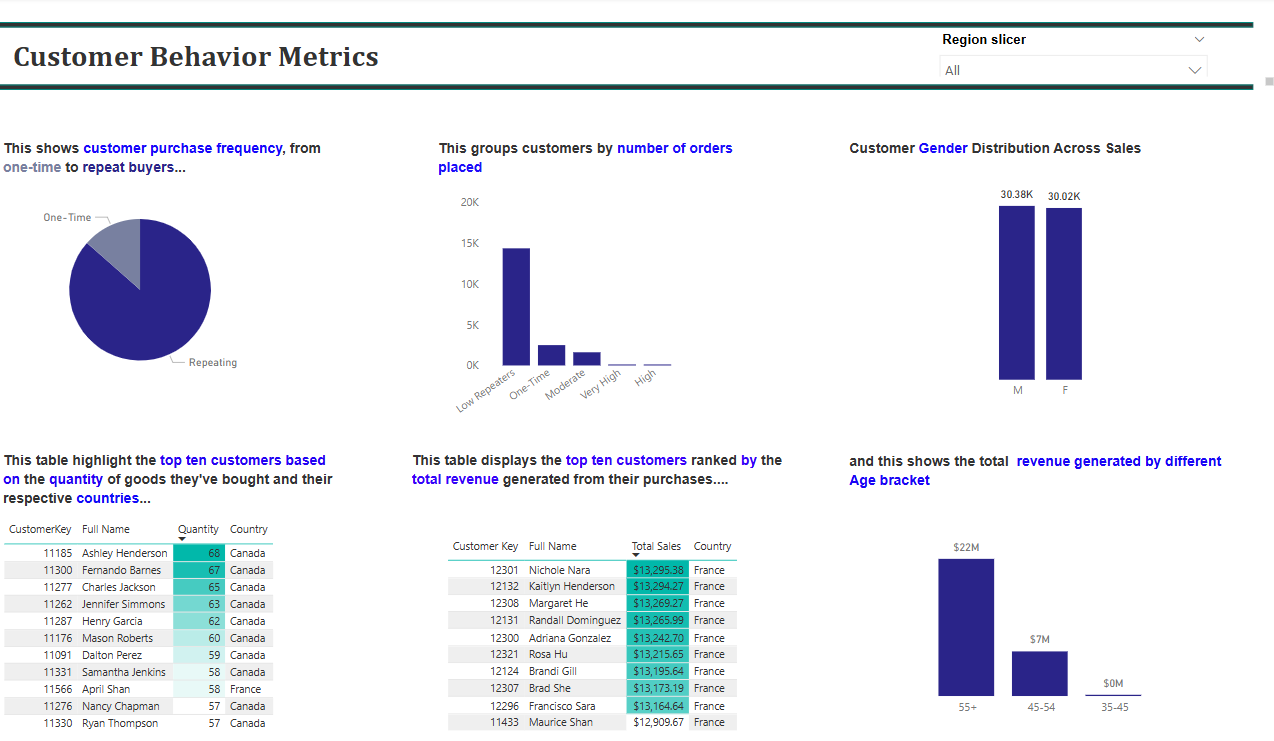 Customer Behavior Metrics
Region slicer
All
This shows customer purchase frequency, from
one-time to repeat buyers...
One-Time
Repeating
This groups customers by number of orders
placed
20K
15K
10K
5K
0K
Low Repeaters
One-Time
Moderate
Very High
High
Customer Gender Distribution Across Sales
30.38K
30.02K
M
F
This table highlight the top ten customers based
on the quantity of goods they've bought and their
respective countries...
CustomerKey Full Name Quantity Country
11185 Ashley Henderson 68 Canada
11300 Fernando Barnes 67 Canada
11277 Charles Jackson 65 Canada
11262 Jennifer Simmons 63 Canada
11287 Henry Garcia 62 Canada
11176 Mason Roberts 60 Canada
11091 Dalton Perez 59 Canada
11331 Samantha Jenkins 58 Canada
11566 April Shan 58 France
11276 Nancy Chapman 57 Canada
11330 Ryan Thompson 57 Canada
This table displays the top ten customers ranked by the
total revenue generated from their purchases....
Customer Key Full Name Total Sales Country
12301 Nichole Nara $13,295.38 France
12132 Kaitlyn Henderson $13,294.27 France
12308 Margaret He $13,269.27 France
12131 Randall Dominguez $13,265.99 France
12300 Adriana Gonzalez $13,242.70 France
12321 Rosa Hu $13,215.65 France
12124 Brandi Gill $13,195.64 France
12307 Brad She $13,173.19 France
12296 Francisco Sara $13,164.64 France
11433 Maurice Shan $12,909.67 France
and this shows the total revenue generated by different
Age bracket
$22M
$7M
$0M
55+
45-54
35-45